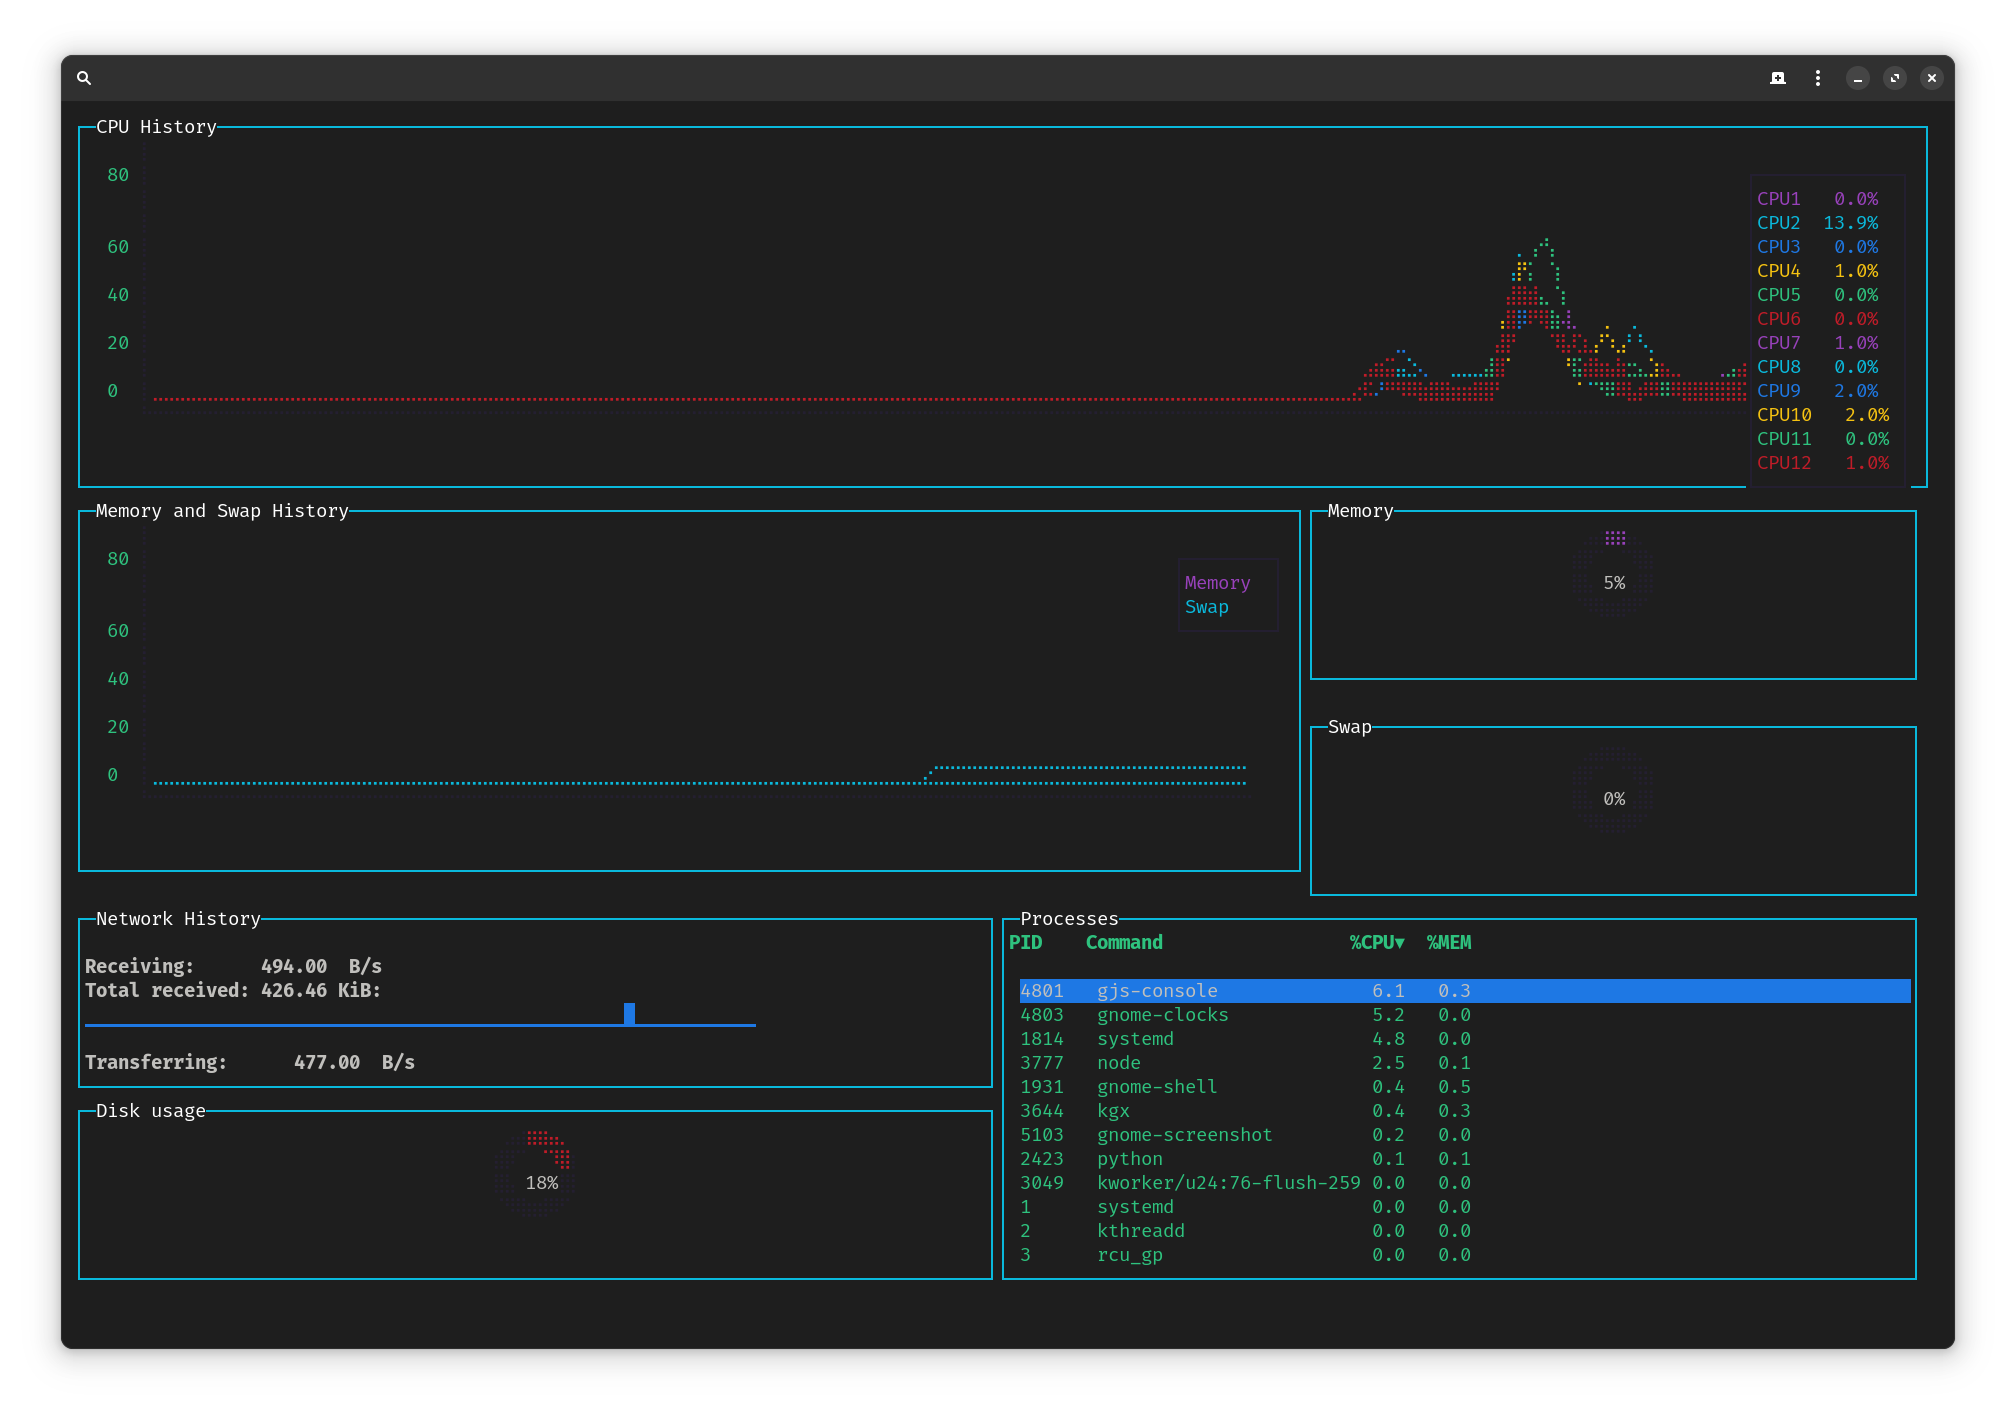 CPU History
80
60
40
20
0
CPU1 0.0%
CPU2 13.9%
CPU3 0.0%
CPU4 1.0%
CPU5 0.0%
CPU6 0.0%
CPU7 1.0%
CPU8 0.0%
CPU9 2.0%
CPU10 2.0%
CPU11 0.0%
CPU12 1.0%
Memory and Swap History
80
60
40
20
0
Memory
Swap
Memory
5%
Swap
0%
Network History
Receiving: 494.00 B/s
Total received: 426.46 KiB:
Transferring: 477.00 B/s
Disk usage
18%
Processes
PID Command %CPU▼ %MEM
4801 gjs-console 6.1 0.3
4803 gnome-clocks 5.2 0.0
1814 systemd 4.8 0.0
3777 node 2.5 0.1
1931 gnome-shell 0.4 0.5
3644 kgx 0.4 0.3
5103 gnome-screenshot 0.2 0.0
2423 python 0.1 0.1
3049 kworker/u24:76-flush-259 0.0 0.0
1 systemd 0.0 0.0
2 kthreadd 0.0 0.0
3 rcu_gp 0.0 0.0